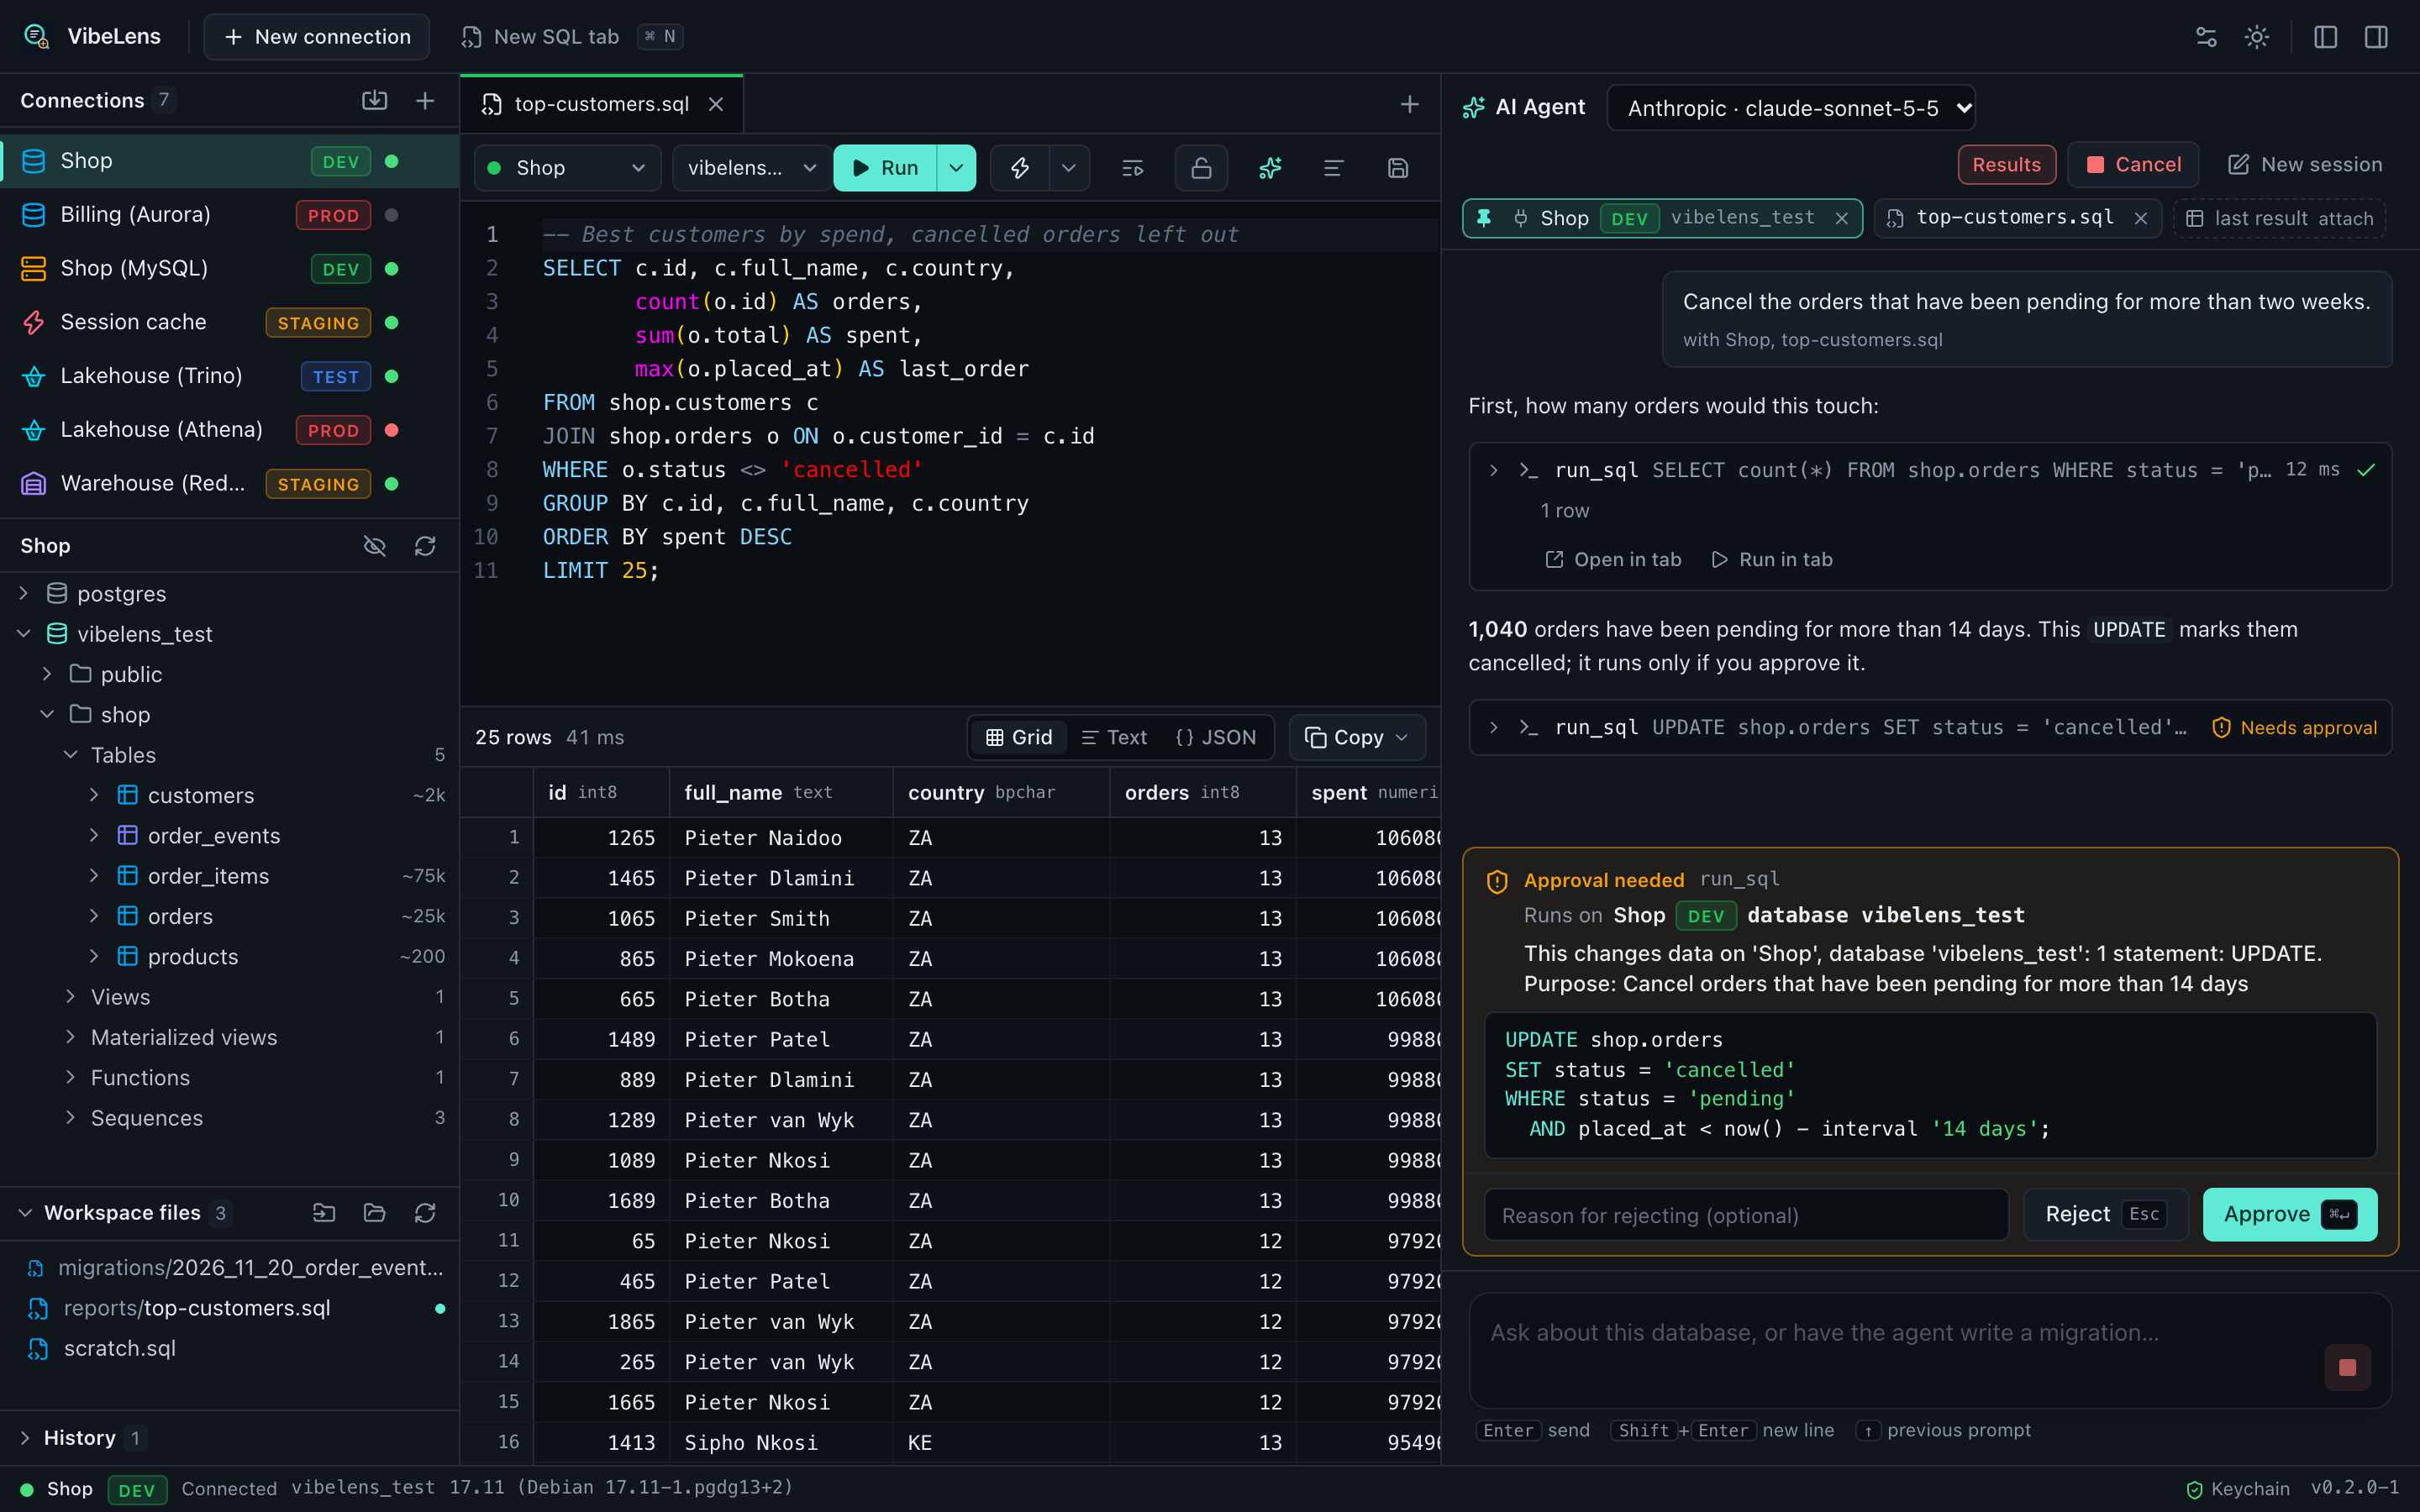 VibeLens
New connection
New SQL tab ⌘ N
Connections 7
Shop DEV
Billing (Aurora) PROD
Shop (MySQL) DEV
Session cache STAGING
Lakehouse (Trino) TEST
Lakehouse (Athena) PROD
Warehouse (Red... STAGING
Shop
postgres
vibelens_test
public
shop
Tables 5
customers ~2k
order_events
order_items ~75k
orders ~25k
products ~200
Views 1
Materialized views 1
Functions 1
Sequences 3
Workspace files 3
migrations/2026_11_20_order_event...
reports/top-customers.sql
scratch.sql
History 1
top-customers.sql
Shop vibelens... Run
1 -- Best customers by spend, cancelled orders left out
2 SELECT c.id, c.full_name, c.country,
3 count(o.id) AS orders,
4 sum(o.total) AS spent,
5 max(o.placed_at) AS last_order
6 FROM shop.customers c
7 JOIN shop.orders o ON o.customer_id = c.id
8 WHERE o.status <> 'cancelled'
9 GROUP BY c.id, c.full_name, c.country
10 ORDER BY spent DESC
11 LIMIT 25;
25 rows 41 ms Grid Text {} JSON Copy
id int8 full_name text country bpchar orders int8 spent numeri
1 1265 Pieter Naidoo ZA 13 10608
2 1465 Pieter Dlamini ZA 13 10608
3 1065 Pieter Smith ZA 13 10608
4 865 Pieter Mokoena ZA 13 10608
5 665 Pieter Botha ZA 13 10608
6 1489 Pieter Patel ZA 13 9988
7 889 Pieter Dlamini ZA 13 9988
8 1289 Pieter van Wyk ZA 13 9988
9 1089 Pieter Nkosi ZA 13 9988
10 1689 Pieter Botha ZA 13 9988
11 65 Pieter Nkosi ZA 12 9792
12 465 Pieter Patel ZA 12 9792
13 1865 Pieter van Wyk ZA 12 9792
14 265 Pieter van Wyk ZA 12 9792
15 1665 Pieter Nkosi ZA 12 9792
16 1413 Sipho Nkosi KE 13 9549
AI Agent Anthropic · claude-sonnet-5-5
Results Cancel New session
Shop DEV vibelens_test top-customers.sql last result attach
Cancel the orders that have been pending for more than two weeks.
with Shop, top-customers.sql
First, how many orders would this touch:
run_sql SELECT count(*) FROM shop.orders WHERE status = 'p… 12 ms
1 row
Open in tab Run in tab
1,040 orders have been pending for more than 14 days. This UPDATE marks them
cancelled; it runs only if you approve it.
run_sql UPDATE shop.orders SET status = 'cancelled'… Needs approval
Approval needed run_sql
Runs on Shop DEV database vibelens_test
This changes data on 'Shop', database 'vibelens_test': 1 statement: UPDATE.
Purpose: Cancel orders that have been pending for more than 14 days
UPDATE shop.orders
SET status = 'cancelled'
WHERE status = 'pending'
AND placed_at < now() - interval '14 days';
Reason for rejecting (optional) Reject Esc Approve ⌘↵
Ask about this database, or have the agent write a migration...
Enter send Shift+Enter new line ↑ previous prompt
Shop DEV Connected vibelens_test 17.11 (Debian 17.11-1.pgdg13+2)
Keychain v0.2.0-1